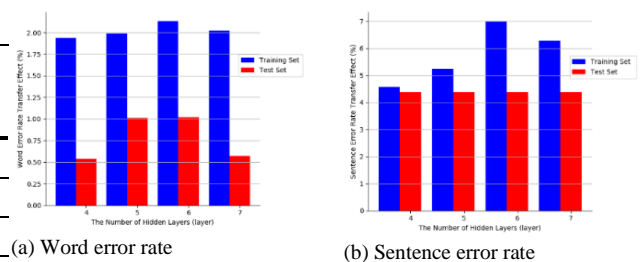 2.00
1.75
1.50
1.25
1.00
0.75
0.50
0.25
0.00
Word Error Rate Transfer Effect (%)
Training Set
Test Set
4 5 6 7
The Number of Hidden Layers (layer)
(a) Word error rate
7
6
5
4
3
2
1
0
Sentence Error Rate Transfer Effect (%)
Training Set
Test Set
4 5 6 7
The Number of Hidden Layers (layer)
(b) Sentence error rate